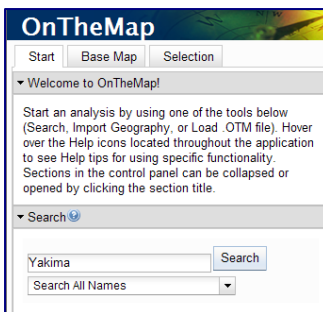 OnTheMap
Start Base Map Selection
Welcome to OnTheMap!
Start an analysis by using one of the tools below
(Search, Import Geography, or Load .OTM file). Hover
over the Help icons located throughout the application
to see Help tips for using specific functionality.
Sections in the control panel can be collapsed or
opened by clicking the section title.
Search
Yakima Search
Search All Names